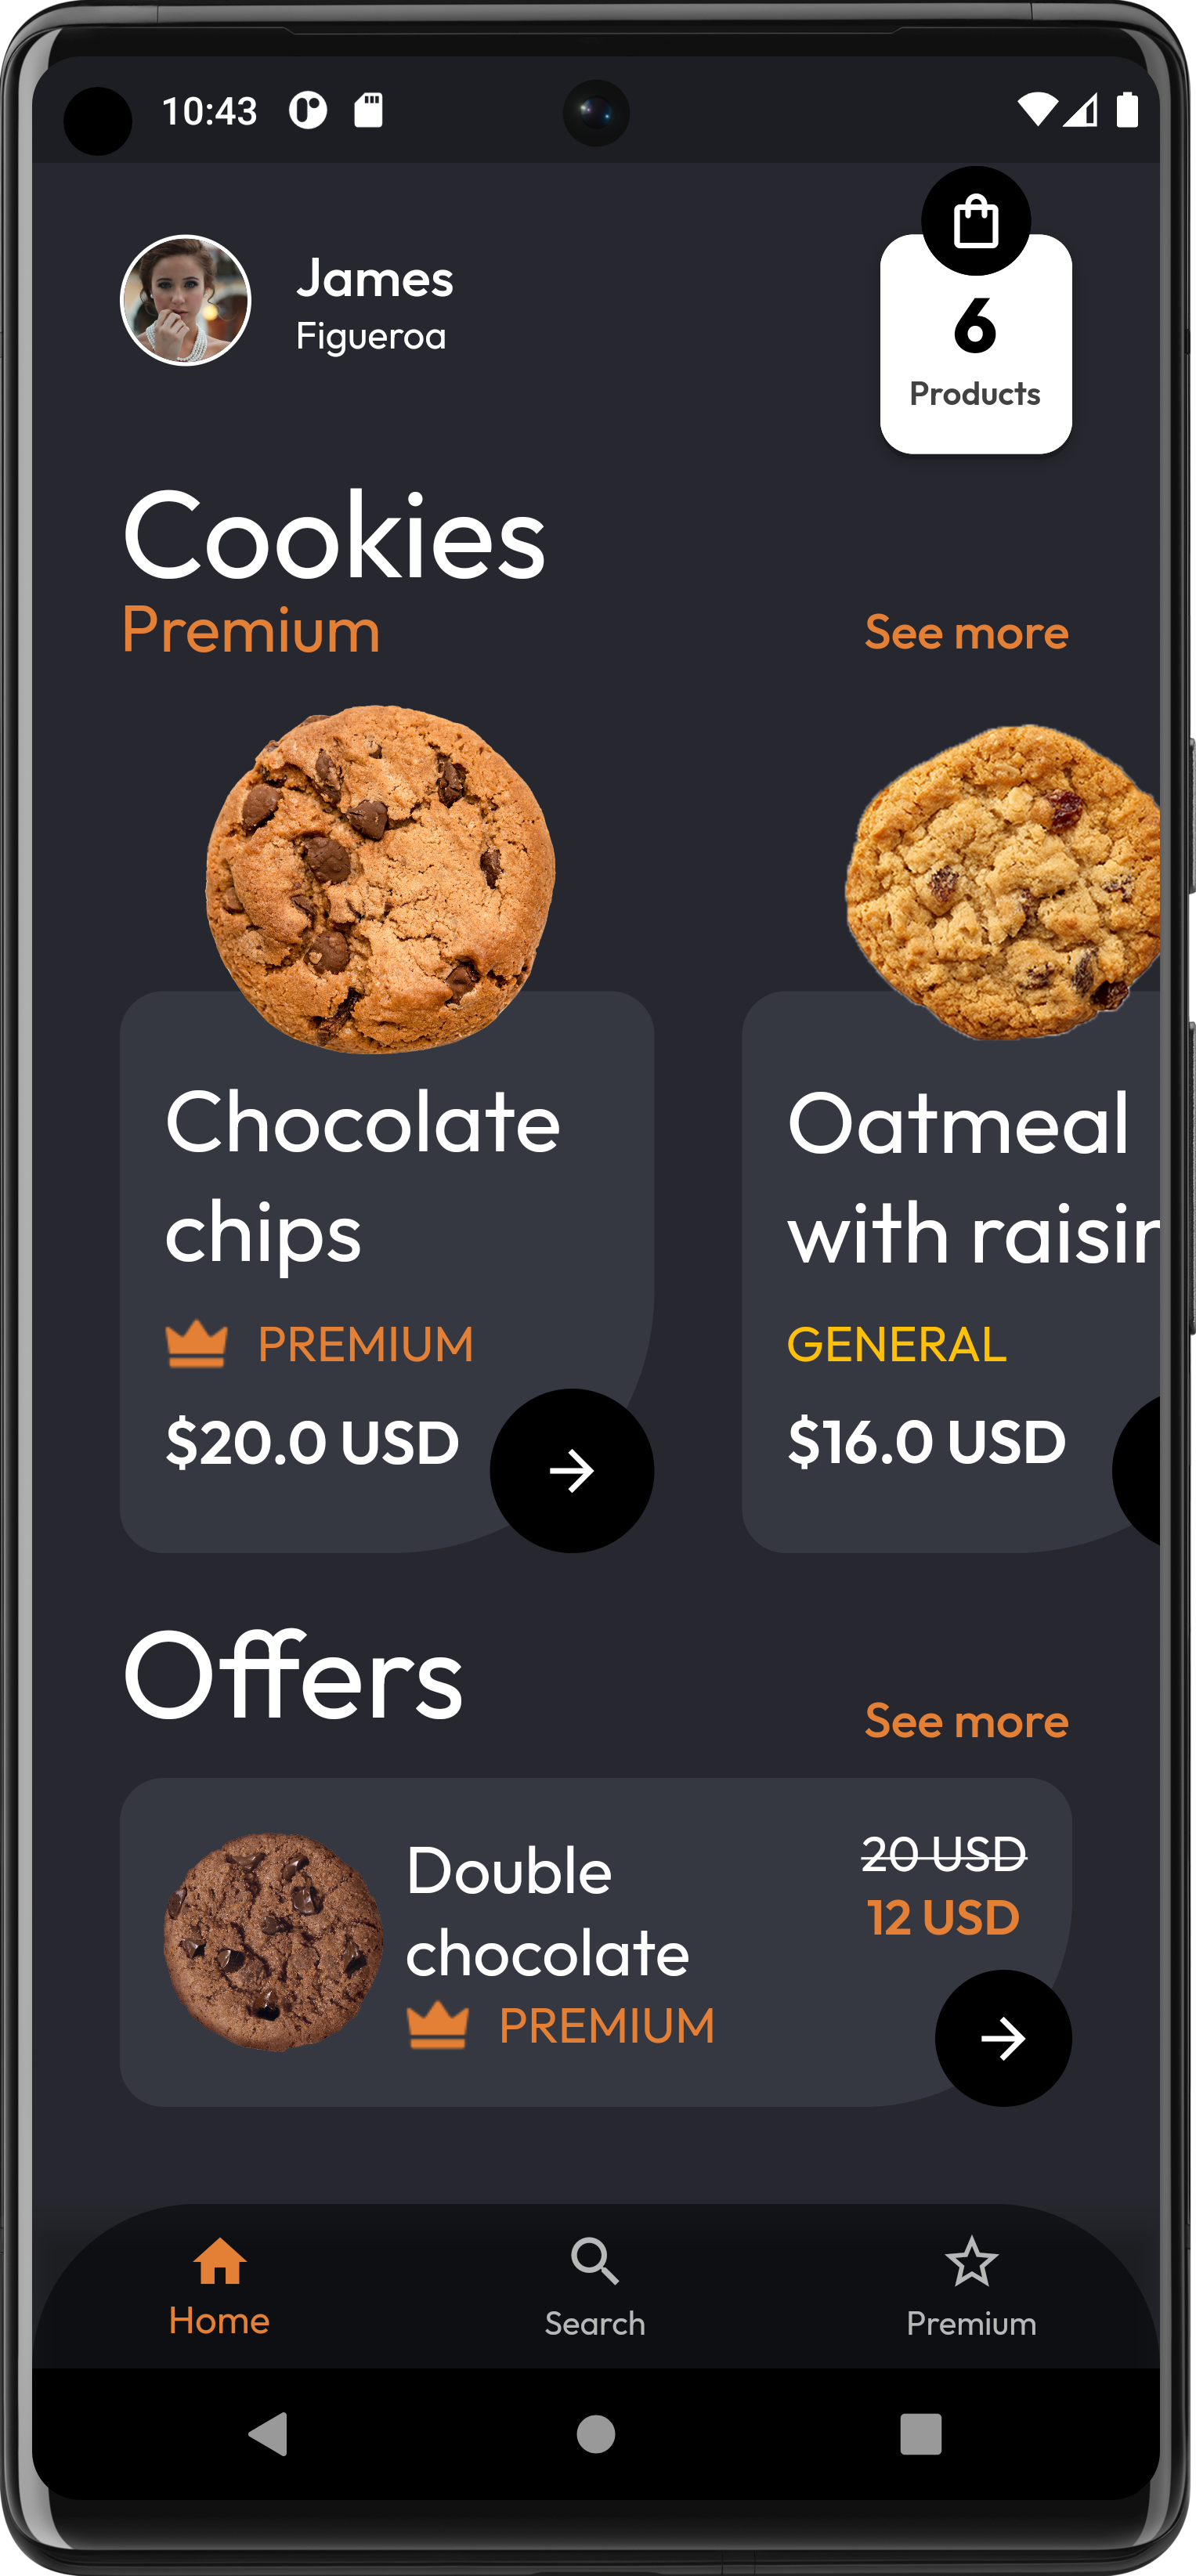 10:43
James
Figueroa
6
Products
Cookies
Premium
See more
Chocolate
chips
PREMIUM
$20.0 USD
Oatmeal
with raisin
GENERAL
$16.0 USD
Offers
See more
Double
chocolate
PREMIUM
20 USD
12 USD
Home
Search
Premium